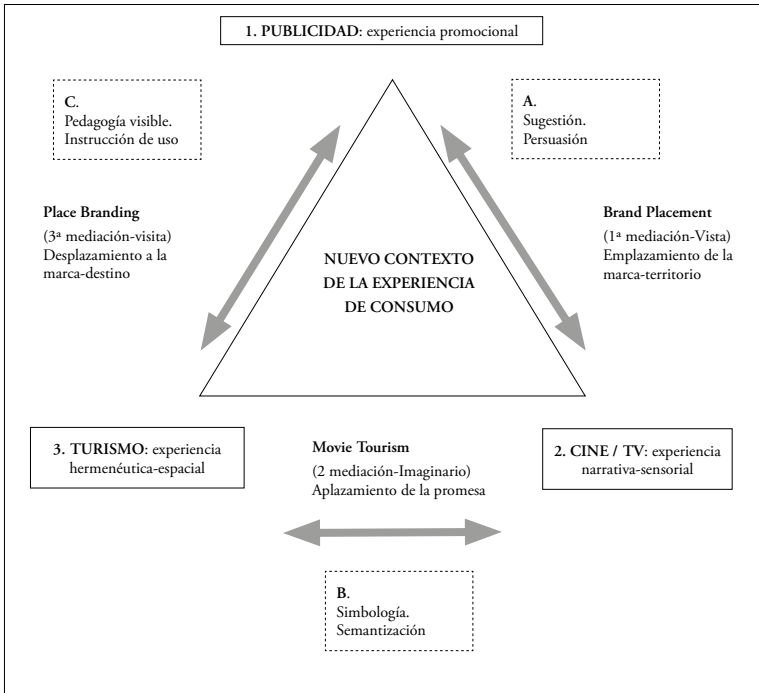 1. PUBLICIDAD: experiencia promocional
C.
Pedagogía visible.
Instrucción de uso
A.
Sugestión.
Persuasión
Place Branding
(3ª mediación-visita)
Desplazamiento a la
marca-destino
NUEVO CONTEXTO
DE LA EXPERIENCIA
DE CONSUMO
Brand Placement
(1ª mediación-Vista)
Emplazamiento de la
marca-territorio
3. TURISMO: experiencia
hermenéutica-espacial
Movie Tourism
(2 mediación-Imaginario)
Aplazamiento de la promesa
2. CINE / TV: experiencia
narrativa-sensorial
B.
Simbología.
Semantización